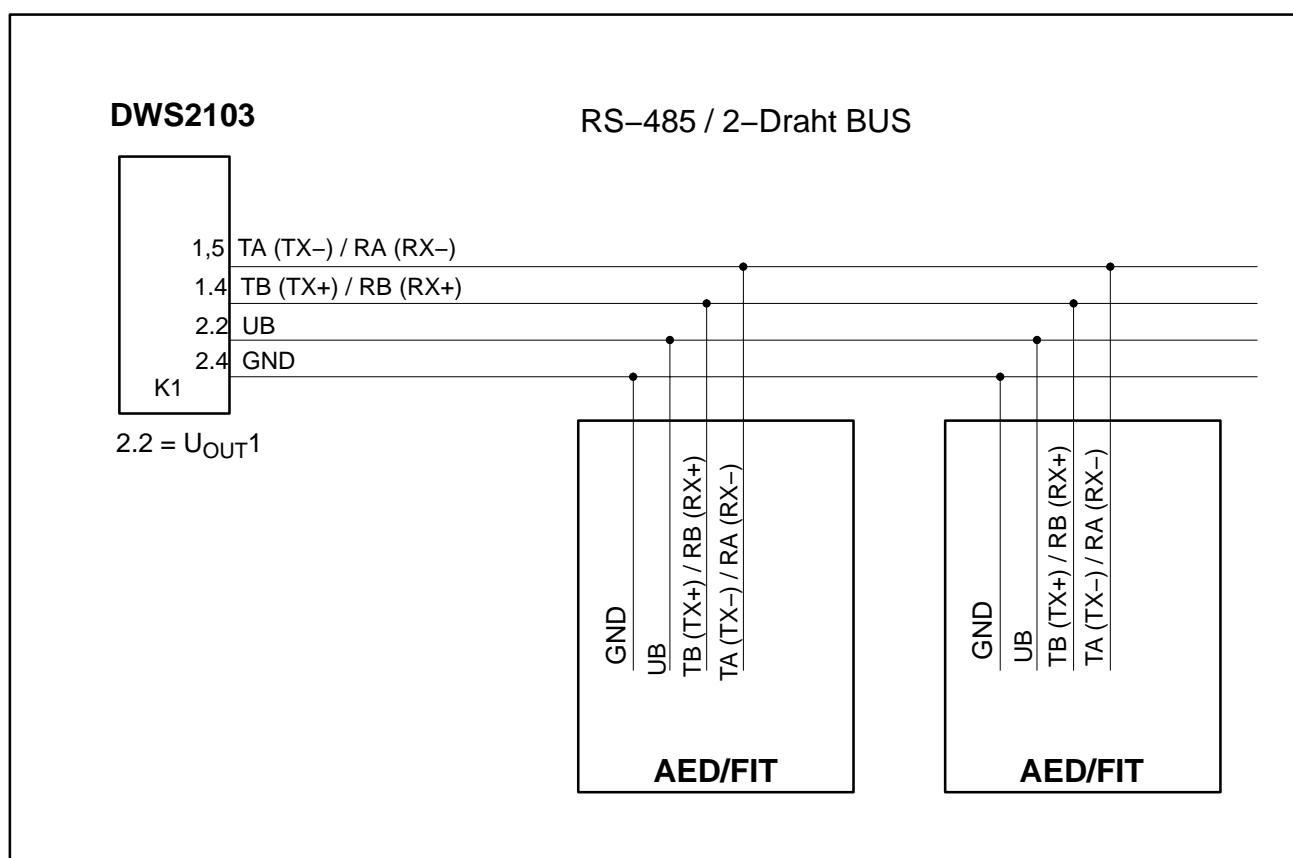 DWS2103
RS−485 / 2−Draht BUS
1,5 TA (TX−) / RA (RX−)
1.4 TB (TX+) / RB (RX+)
2.2 UB
2.4 GND
K1
2.2 = UOUT1
GND
UB
TB (TX+) / RB (RX+)
TA (TX−) / RA (RX−)
AED/FIT
GND
UB
TB (TX+) / RB (RX+)
TA (TX−) / RA (RX−)
AED/FIT